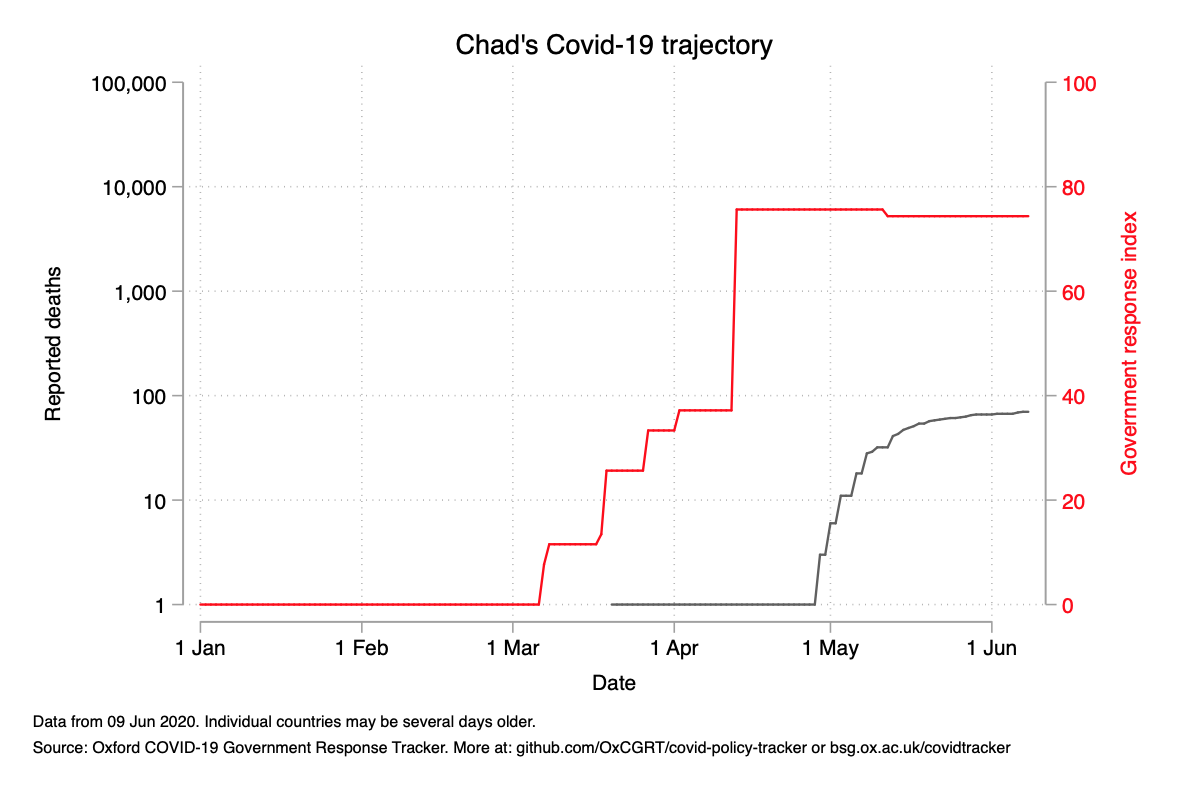 Chad's Covid-19 trajectory
100,000
10,000
1,000
100
10
1
Reported deaths
100
80
60
40
20
0
Government response index
1 Jan
1 Feb
1 Mar
1 Apr
1 May
1 Jun
Date
Data from 09 Jun 2020. Individual countries may be several days older.
Source: Oxford COVID-19 Government Response Tracker. More at: github.com/OxCGRT/covid-policy-tracker or bsg.ox.ac.uk/covidtracker